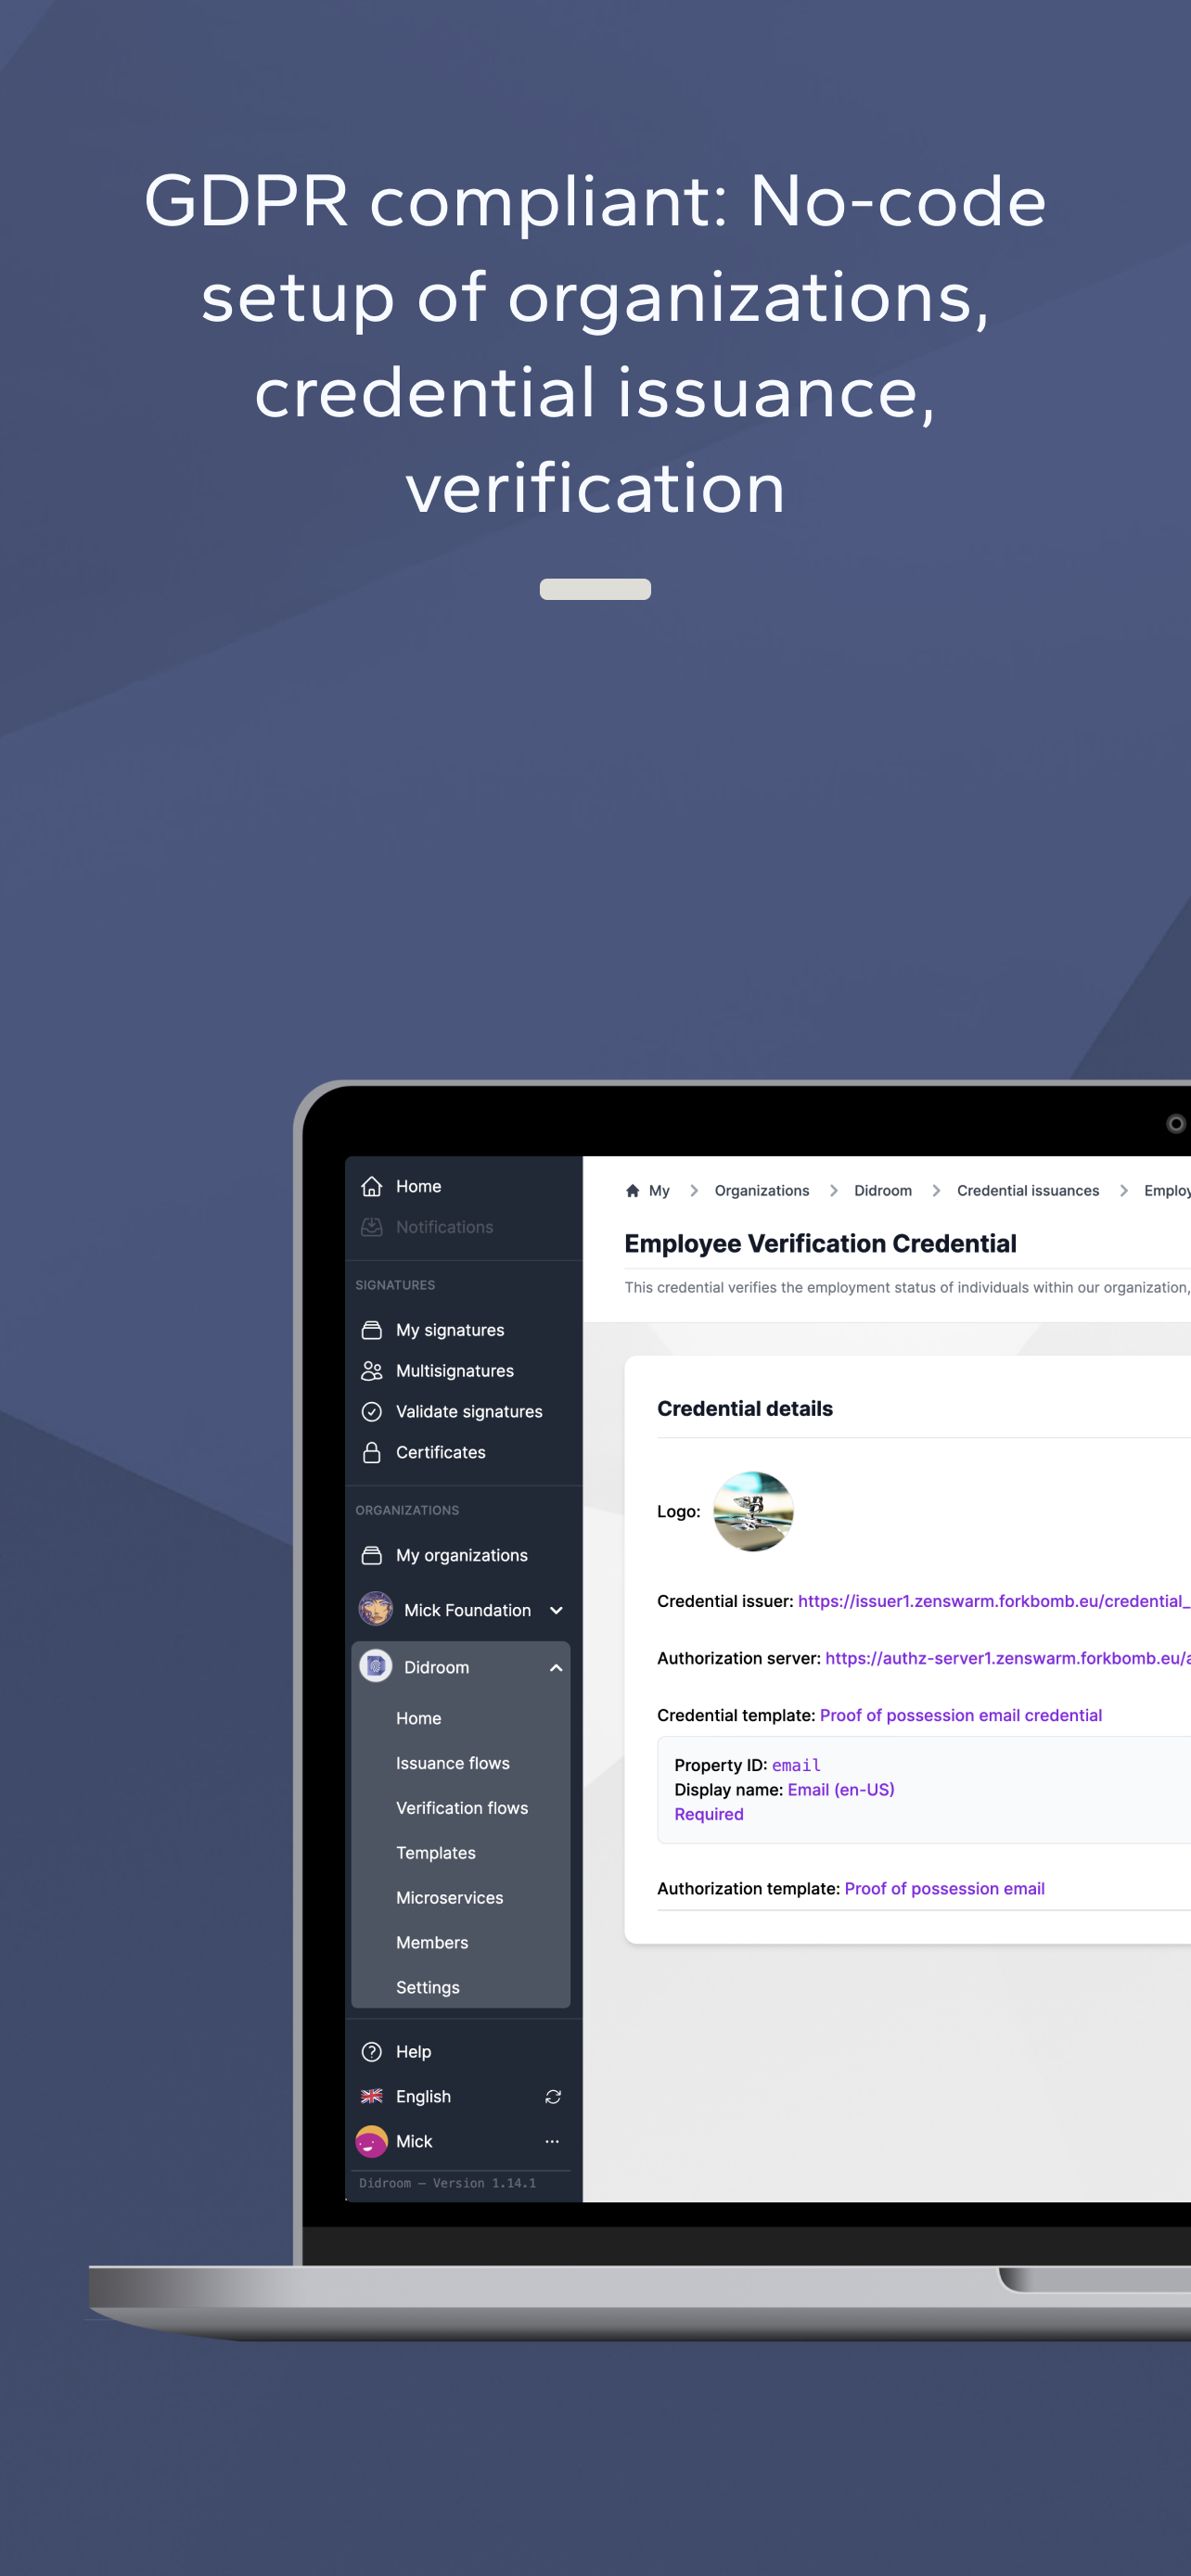 GDPR compliant: No-code
setup of organizations,
credential issuance,
verification
Home
Notifications
SIGNATURES
My signatures
Multisignatures
Validate signatures
Certificates
ORGANIZATIONS
My organizations
Mick Foundation
Didroom
Home
Issuance flows
Verification flows
Templates
Microservices
Members
Settings
Help
English
Mick
Didroom — Version 1.14.1
My > Organizations > Didroom > Credential issuances >
Employee Verification Credential
This credential verifies the employment status of individuals within our organization,
Credential details
Logo:
Credential issuer: https://issuer1.zenswarm.forkbomb.eu/credential_
Authorization server: https://authz-server1.zenswarm.forkbomb.eu/a
Credential template: Proof of possession email credential
Property ID: email
Display name: Email (en-US)
Required
Authorization template: Proof of possession email